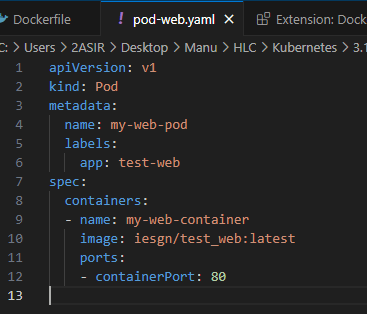 Dockerfile
! pod-web.yaml X
Extension: Dock
C: > Users > 2ASIR > Desktop > Manu > HLC > Kubernetes > 3.1
1 apiVersion: v1
2 kind: Pod
3 metadata:
4   name: my-web-pod
5   labels:
6     app: test-web
7 spec:
8   containers:
9   - name: my-web-container
10     image: iesgn/test_web:latest
11     ports:
12     - containerPort: 80
13